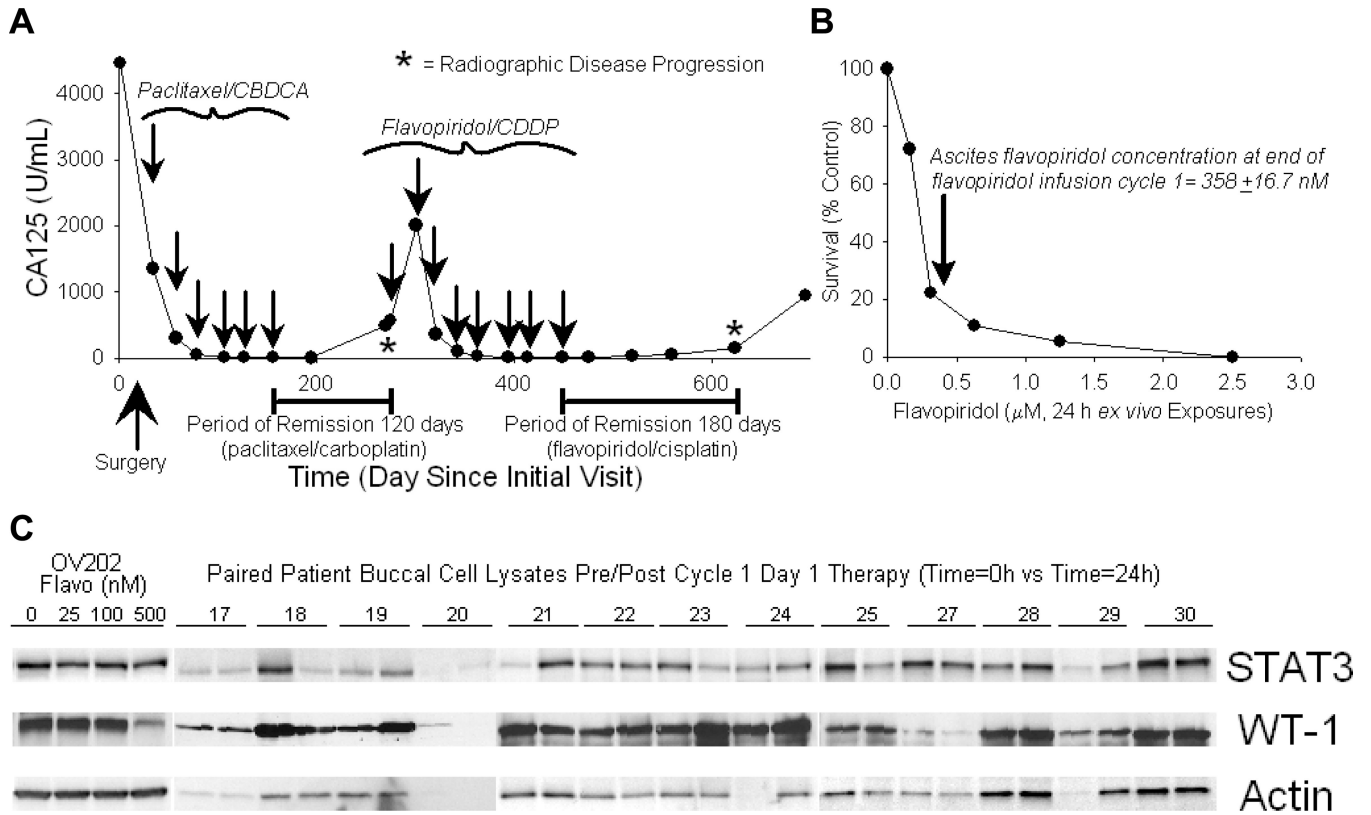 A
* = Radiographic Disease Progression
Paclitaxel/CBDCA
Flavopiridol/CDDP
CA125 (U/mL)
4000
3000
2000
1000
0
*
*
0
200
400
600
Period of Remission 120 days
(paclitaxel/carboplatin)
Period of Remission 180 days
(flavopiridol/cisplatin)
Surgery
Time (Day Since Initial Visit)
B
Survival (% Control)
100
80
60
40
20
0
Ascites flavopiridol concentration at end of
flavopiridol infusion cycle 1= 358 ±16.7 nM
0.0
0.5
1.0
1.5
2.0
2.5
3.0
Flavopiridol (μM, 24 h ex vivo Exposures)
C
OV202
Flavo (nM)
0 25 100 500
Paired Patient Buccal Cell Lysates Pre/Post Cycle 1 Day 1 Therapy (Time=0h vs Time=24h)
17 18 19 20 21 22 23 24 25 27 28 29 30
STAT3
WT-1
Actin